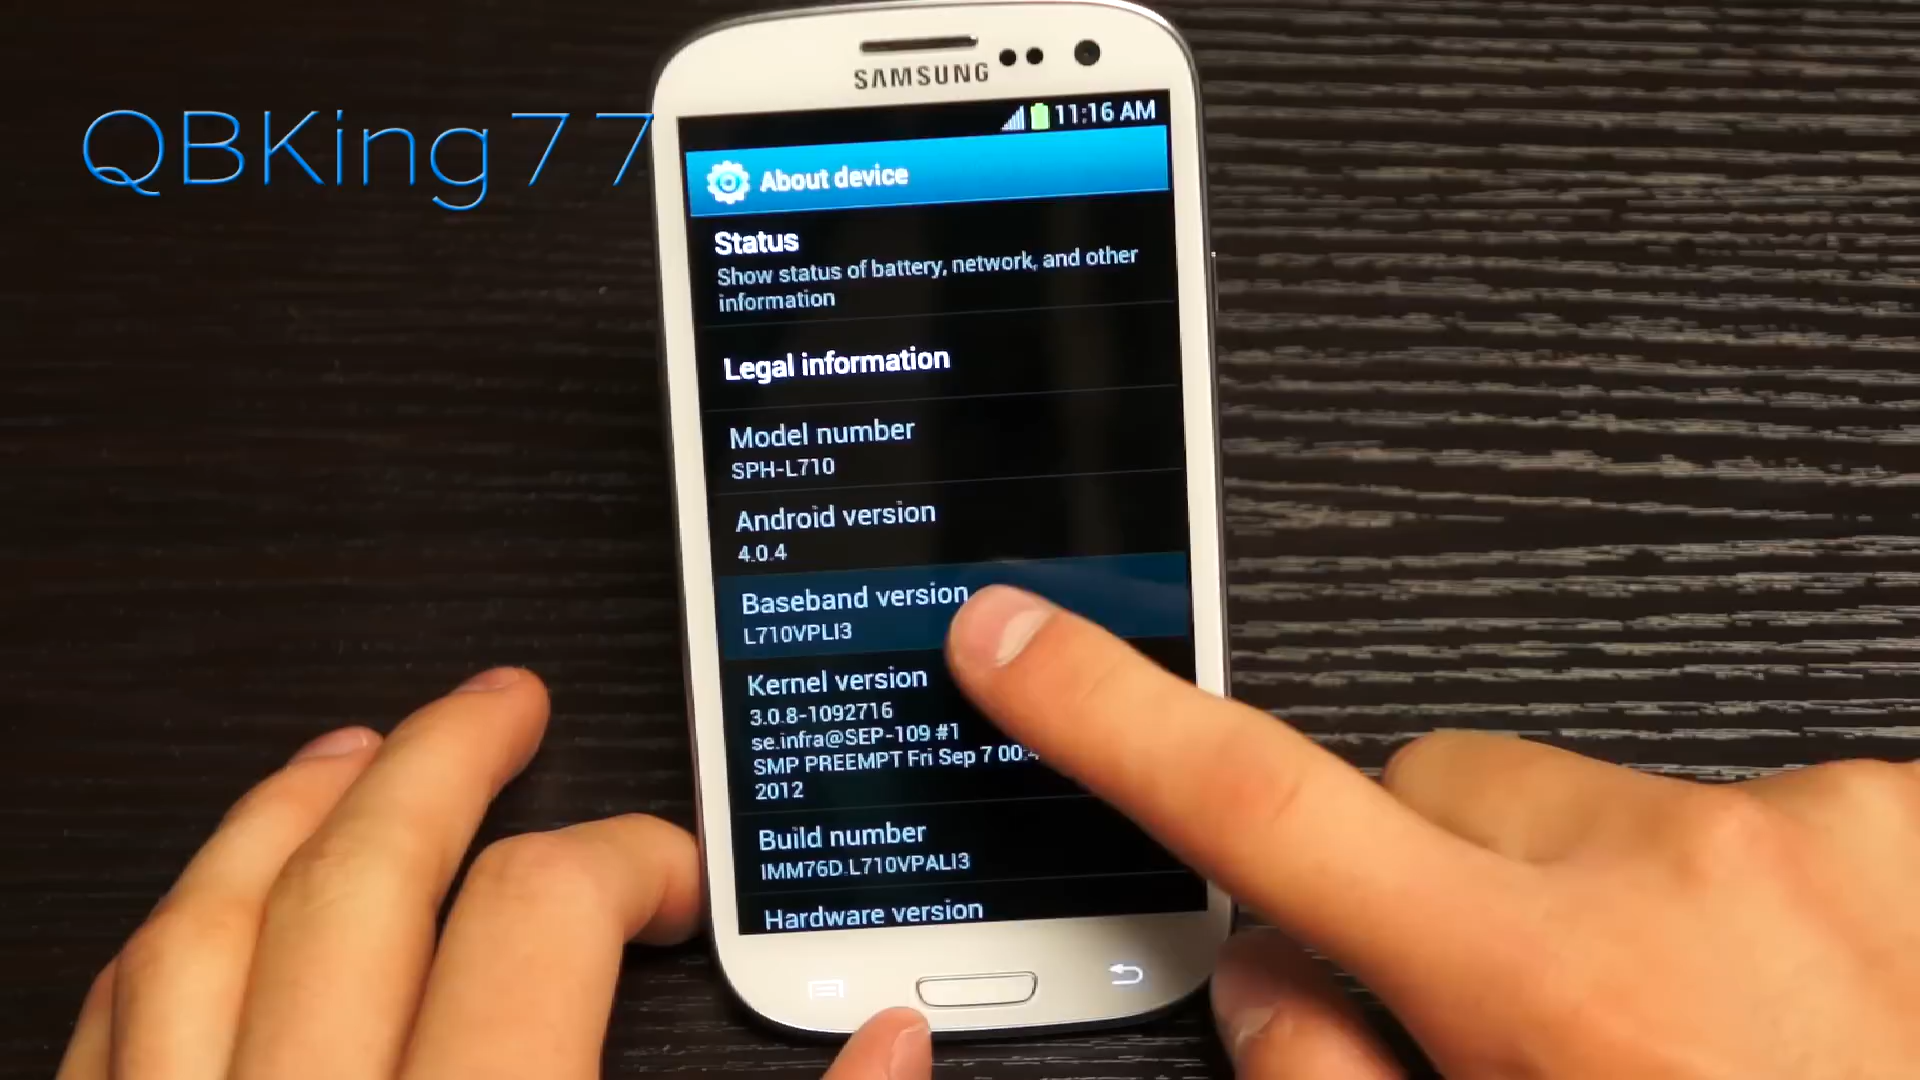 QBKing77
SAMSUNG
11:16 AM
About device
Status
Show status of battery, network, and other
information
Legal information
Model number
SPH-L710
Android version
4.0.4
Baseband version
L710VPLI3
Kernel version
3.0.8-1092716
se.infra@SEP-109 #1
SMP PREEMPT Fri Sep 7 00:4
2012
Build number
IMM76D.L710VPALI3
Hardware version